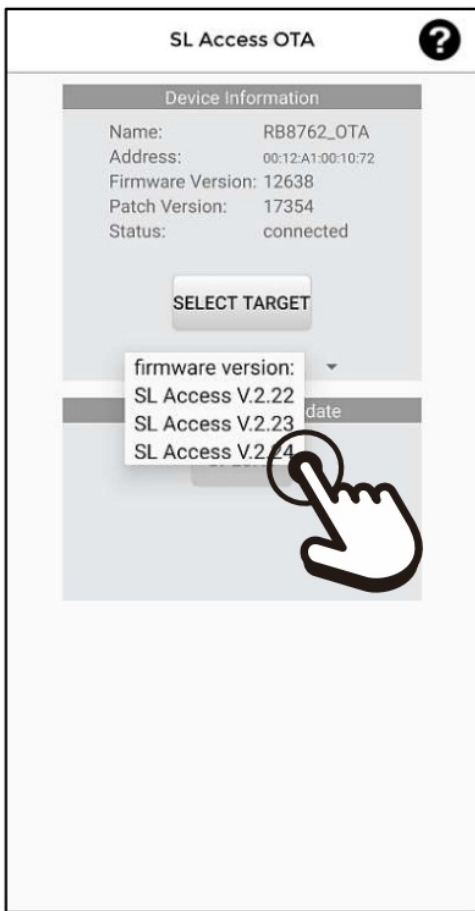 SL Access OTA
?
Device Information
Name: RB8762_OTA
Address: 00:12:A1:00:10:72
Firmware Version: 12638
Patch Version: 17354
Status: connected
SELECT TARGET
firmware version:
SL Access V.2.22
SL Access V.2.23
SL Access V.2.24
date